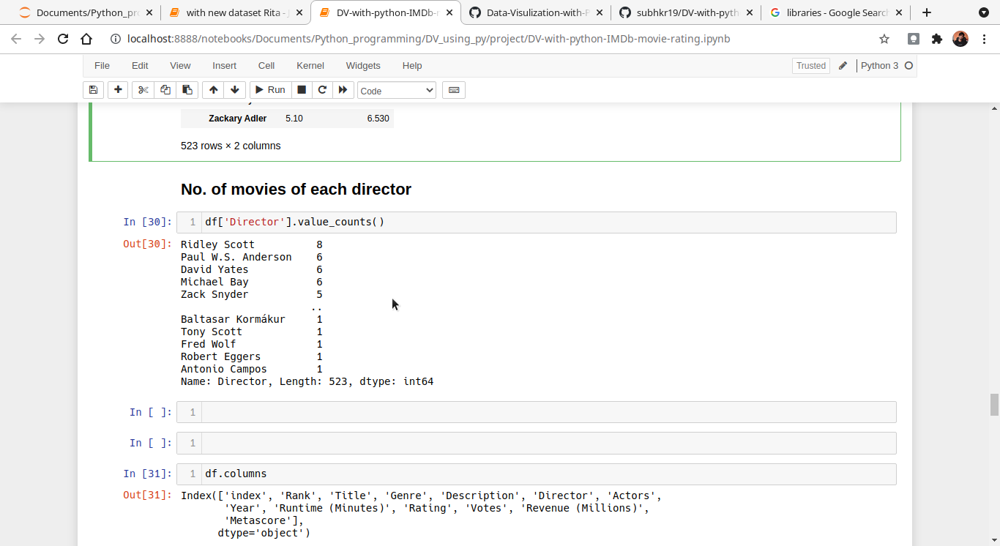 Documents/Python_pr
with new dataset Rita - J
DV-with-python-IMDb-
Data-Visulization-with-P
subhkr19/DV-with-pyth
libraries - Google Search
localhost:8888/notebooks/Documents/Python_programming/DV_using_py/project/DV-with-python-IMDb-movie-rating.ipynb
File Edit View Insert Cell Kernel Widgets Help
Trusted
Python 3
Run
Code
Zackary Adler 5.10 6.530
523 rows × 2 columns
No. of movies of each director
In [30]: 1 df['Director'].value_counts()
Out[30]: Ridley Scott 8
Paul W.S. Anderson 6
David Yates 6
Michael Bay 6
Zack Snyder 5
..
Baltasar Kormákur 1
Tony Scott 1
Fred Wolf 1
Robert Eggers 1
Antonio Campos 1
Name: Director, Length: 523, dtype: int64
In [ ]: 1
In [ ]: 1
In [31]: 1 df.columns
Out[31]: Index(['index', 'Rank', 'Title', 'Genre', 'Description', 'Director', 'Actors',
'Year', 'Runtime (Minutes)', 'Rating', 'Votes', 'Revenue (Millions)',
'Metascore'],
dtype='object')